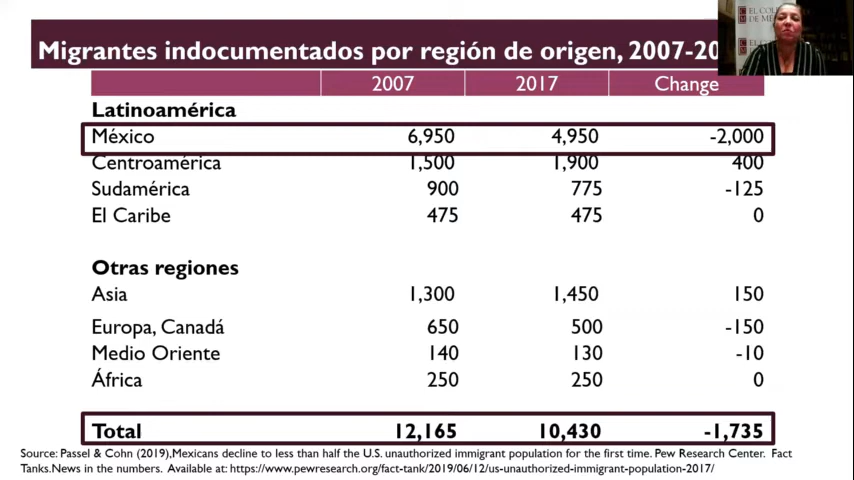 EL COL
DE MÉ
Migrantes indocumentados por región de origen, 2007-20
2007 2017 Change
Latinoamérica
México 6,950 4,950 -2,000
Centroamérica 1,500 1,900 400
Sudamérica 900 775 -125
El Caribe 475 475 0
Otras regiones
Asia 1,300 1,450 150
Europa, Canadá 650 500 -150
Medio Oriente 140 130 -10
África 250 250 0
Total 12,165 10,430 -1,735
Source: Passel & Cohn (2019),Mexicans decline to less than half the U.S. unauthorized immigrant population for the first time. Pew Research Center. Fact
Tanks.News in the numbers. Available at: https://www.pewresearch.org/fact-tank/2019/06/12/us-unauthorized-immigrant-population-2017/